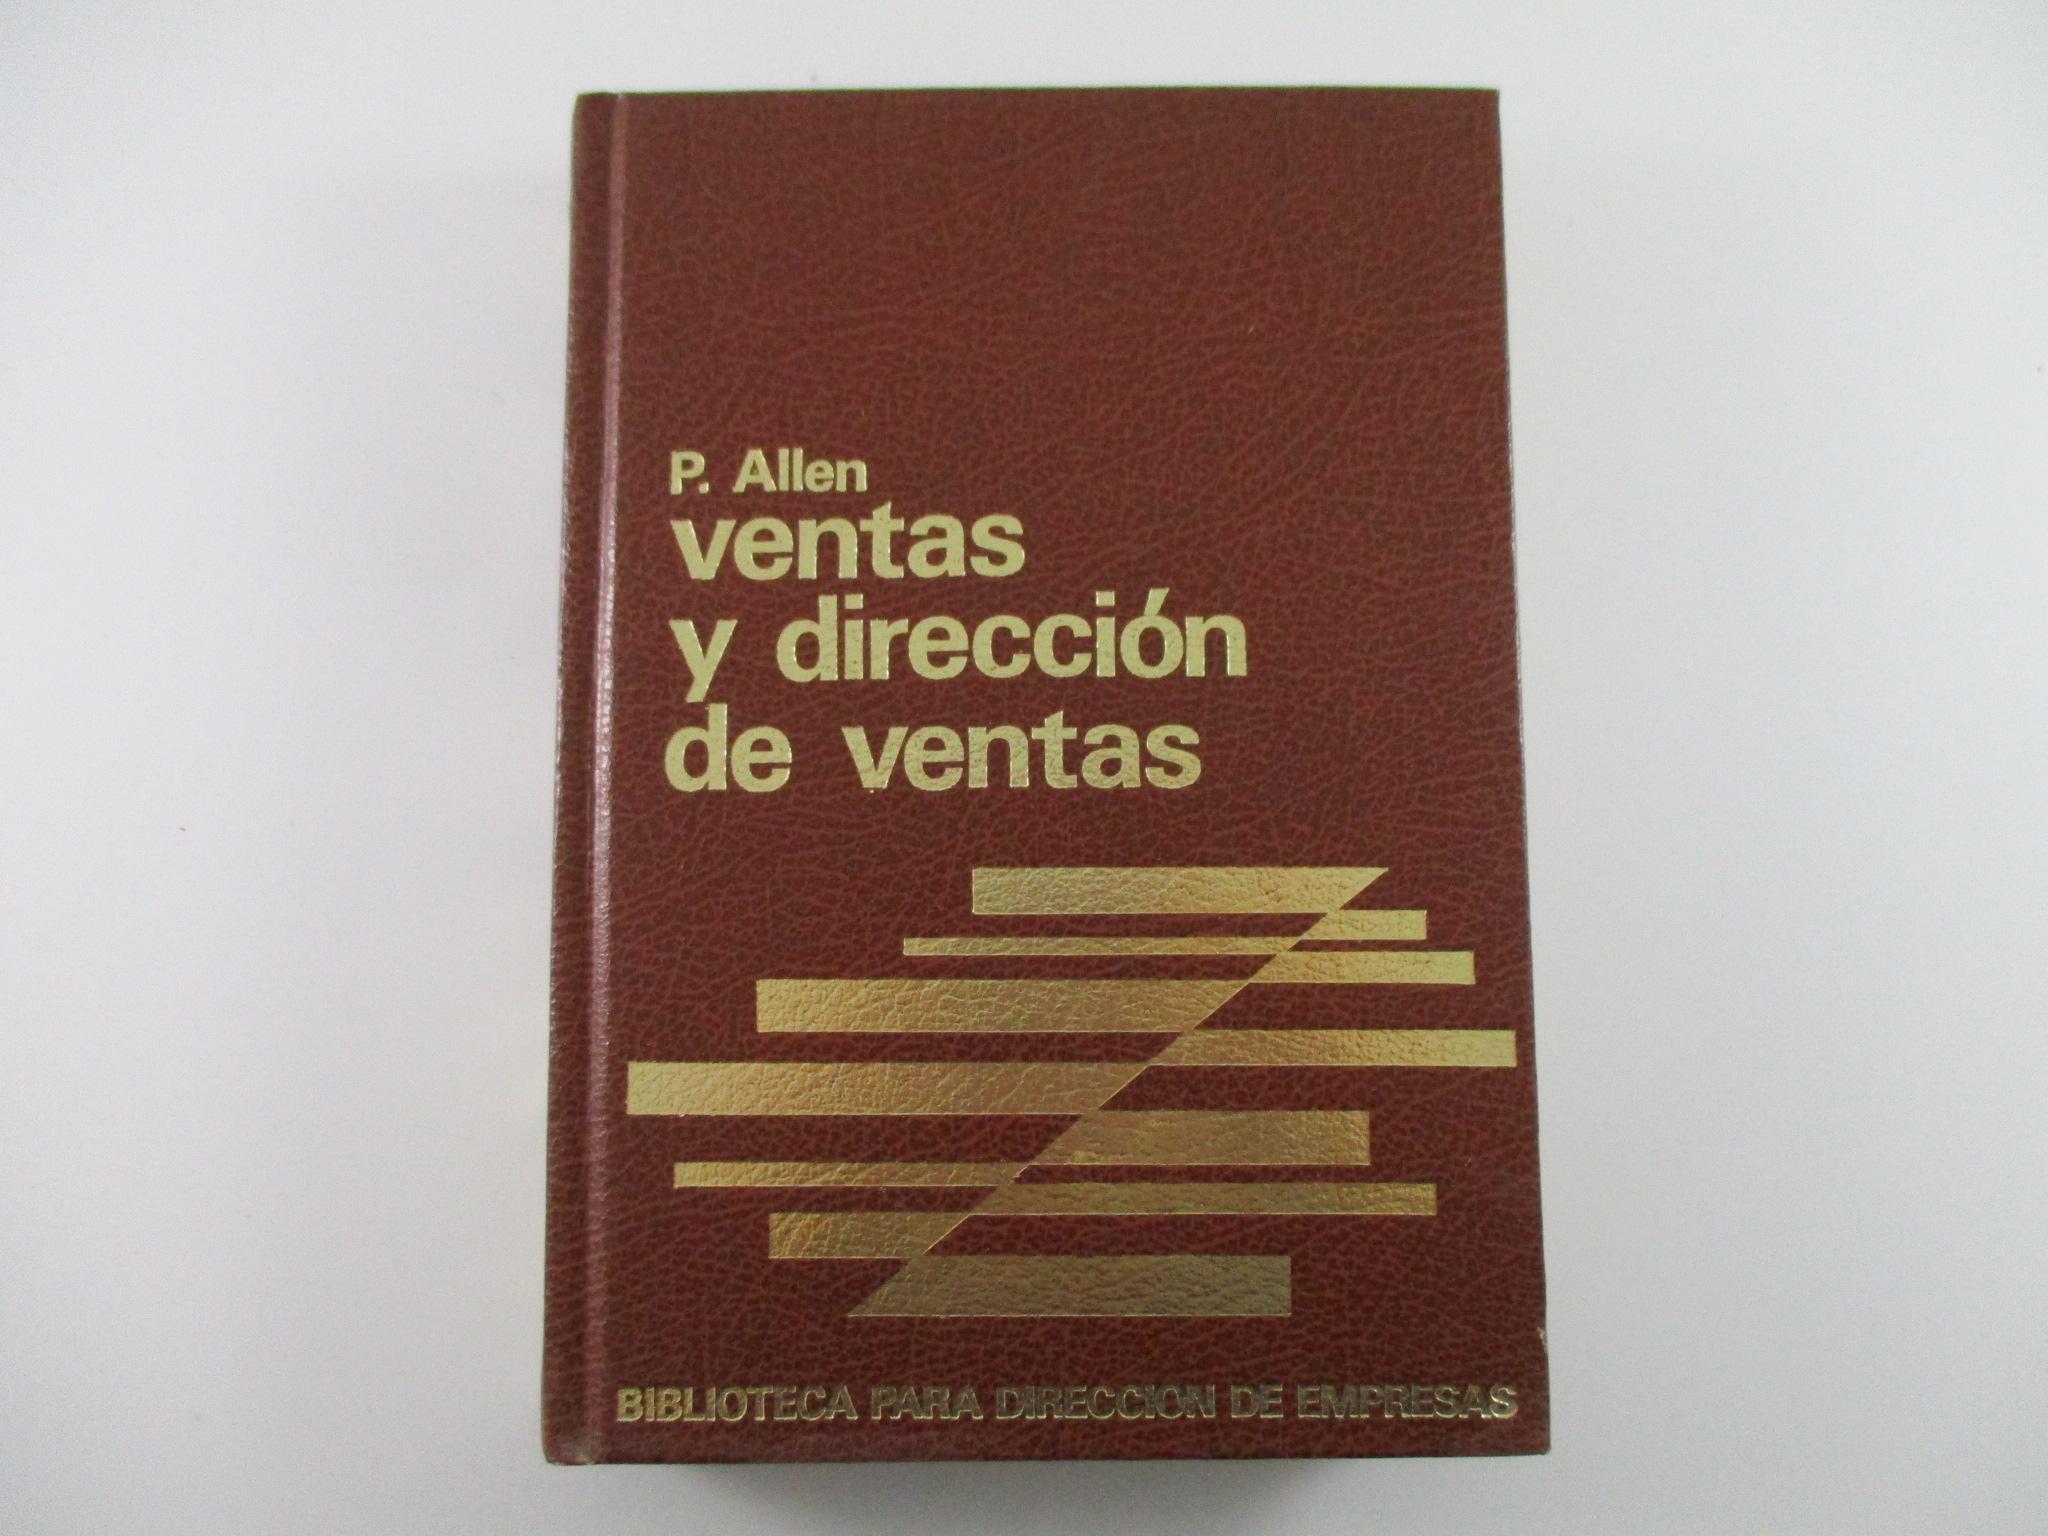 P. Allen
ventas
y dirección
de ventas
BIBLIOTECA PARA DIRECCION DE EMPRESAS